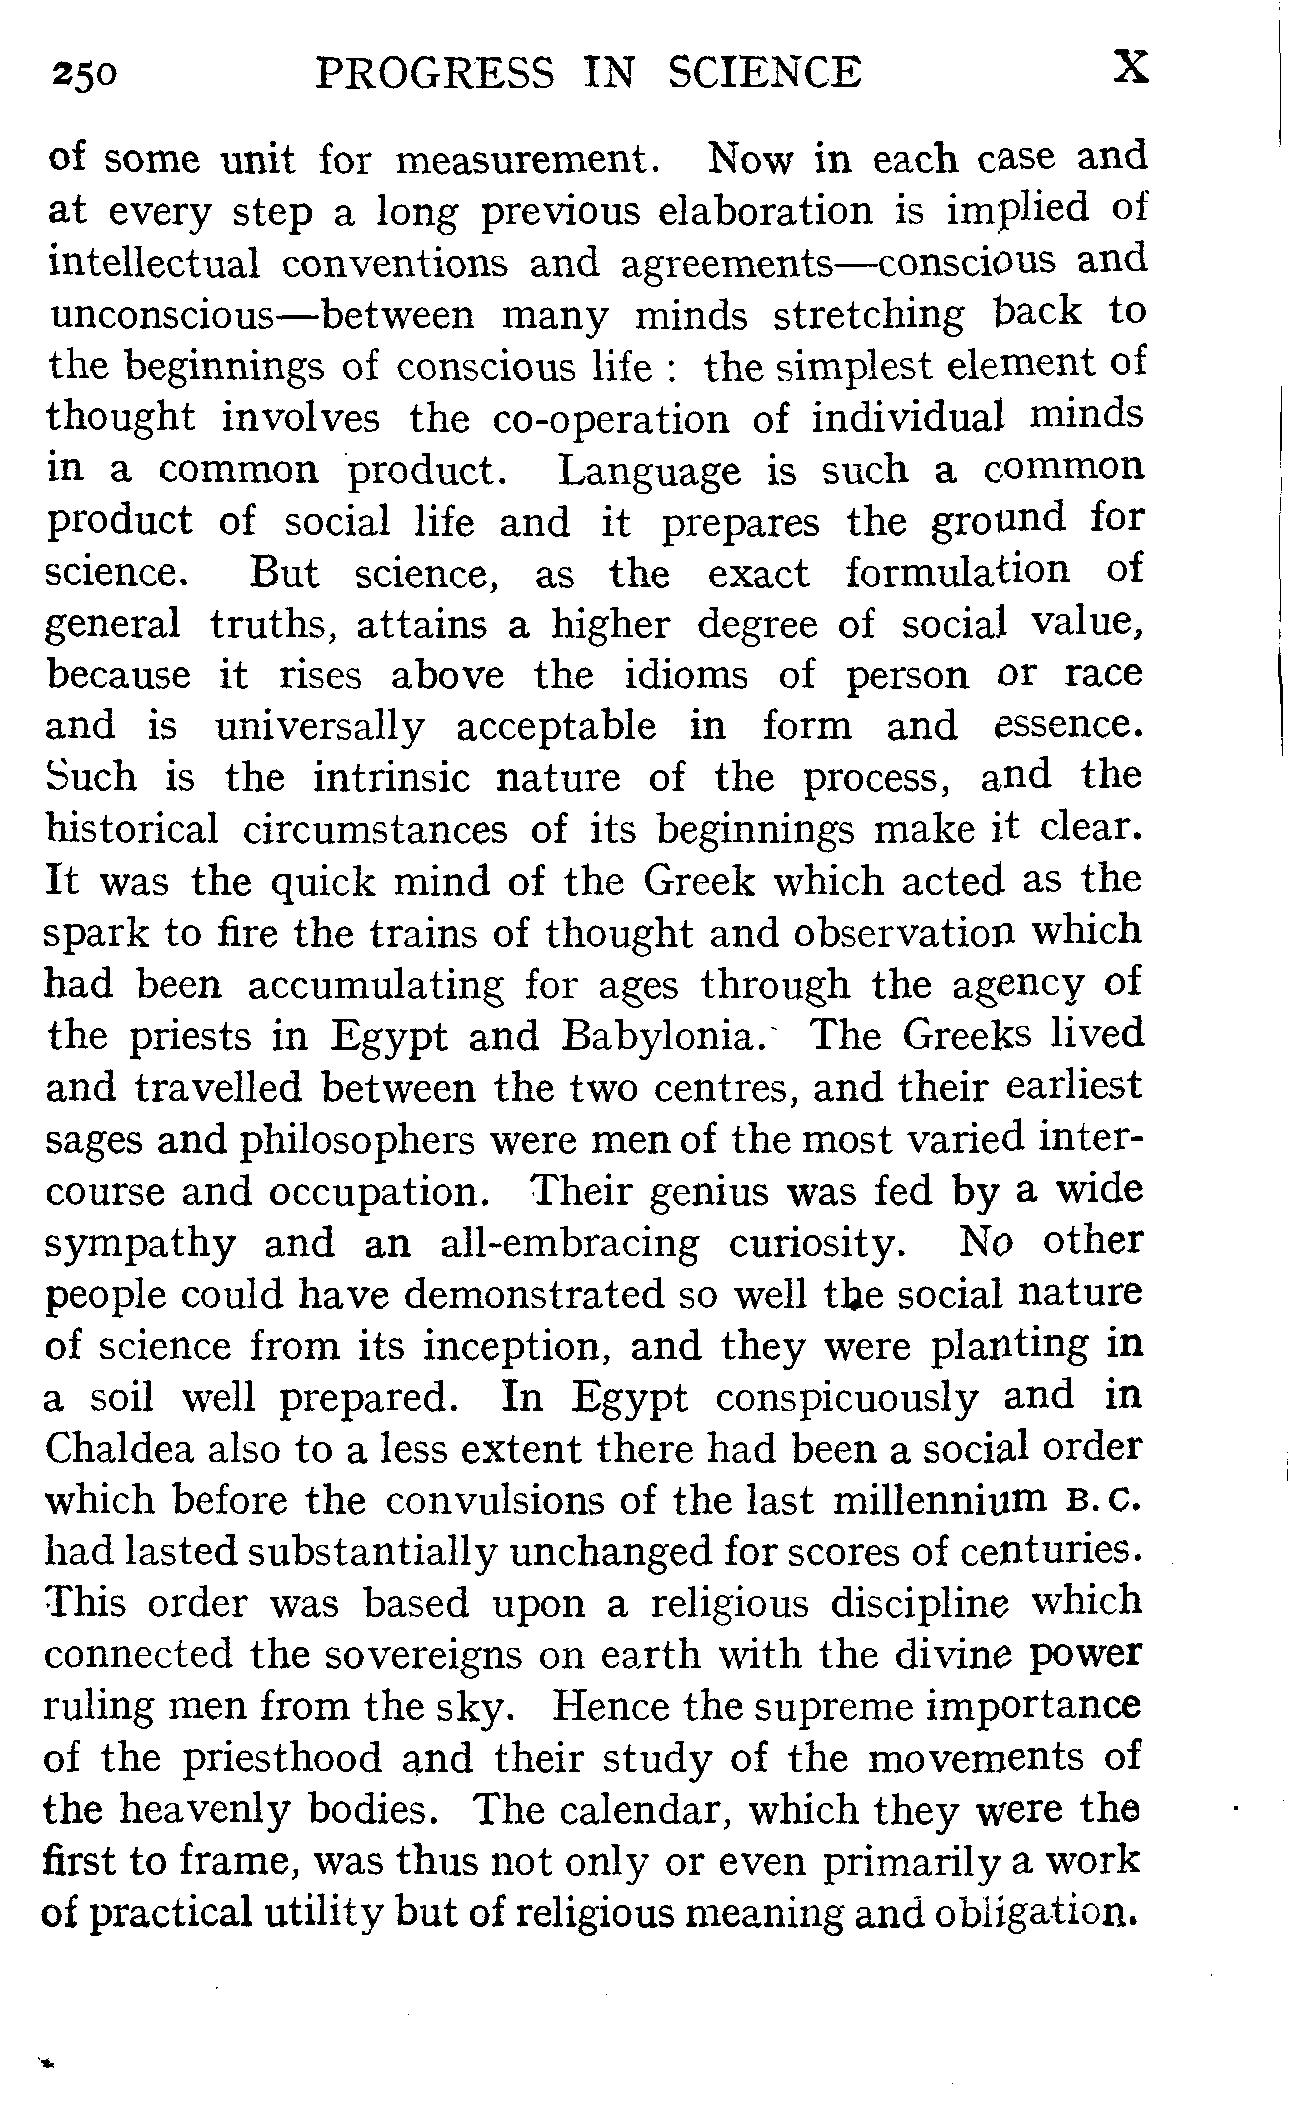 250 PROGRESS IN SCIENCE X
of some unit for measurement. Now in each case and
at every step a long previous elaboration is implied of
intellectual conventions and agreements—conscious and
unconscious—between many minds stretching back to
the beginnings of conscious life : the simplest element of
thought involves the co-operation of individual minds
in a common product. Language is such a common
product of social life and it prepares the ground for
science. But science, as the exact formulation of
general truths, attains a higher degree of social value,
because it rises above the idioms of person or race
and is universally acceptable in form and essence.
Such is the intrinsic nature of the process, and the
historical circumstances of its beginnings make it clear.
It was the quick mind of the Greek which acted as the
spark to fire the trains of thought and observation which
had been accumulating for ages through the agency of
the priests in Egypt and Babylonia. The Greeks lived
and travelled between the two centres, and their earliest
sages and philosophers were men of the most varied inter-
course and occupation. Their genius was fed by a wide
sympathy and an all-embracing curiosity. No other
people could have demonstrated so well the social nature
of science from its inception, and they were planting in
a soil well prepared. In Egypt conspicuously and in
Chaldea also to a less extent there had been a social order
which before the convulsions of the last millennium B.C.
had lasted substantially unchanged for scores of centuries.
This order was based upon a religious discipline which
connected the sovereigns on earth with the divine power
ruling men from the sky. Hence the supreme importance
of the priesthood and their study of the movements of
the heavenly bodies. The calendar, which they were the
first to frame, was thus not only or even primarily a work
of practical utility but of religious meaning and obligation.